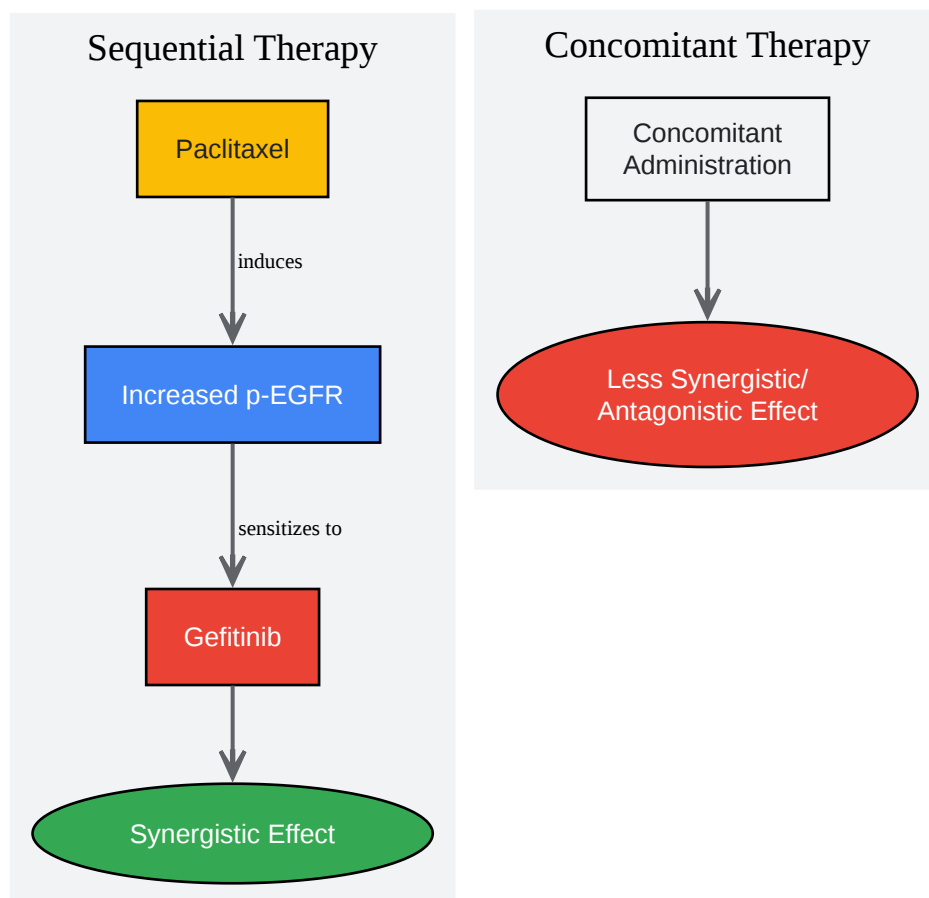 Sequential Therapy
Paclitaxel
induces
Increased p-EGFR
sensitizes to
Gefitinib
Synergistic Effect
Concomitant Therapy
Concomitant
Administration
Less Synergistic/
Antagonistic Effect